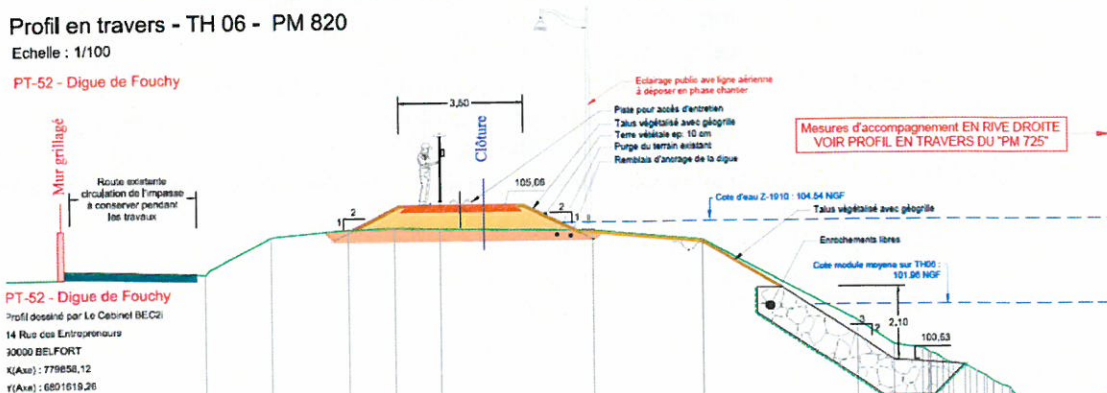 Profil en travers - TH 06 - PM 820
Echelle : 1/100
PT-52 - Digue de Fouchy
Mur grillagé
Route existante
circulation de l'impasse
à conserver pendant
les travaux
3,50
Clôture
Eclairage public ave ligne aérienne
à déposer en phase chantier
Piste pour accès d'entretien
Talus végétalisé avec géogrille
Terre vétélale ep: 10 cm
Purge du terrain existant
Remblais d'ancrage de la digue
105,06
2
1
2
1
Mesures d'accompagnement EN RIVE DROITE
VOIR PROFIL EN TRAVERS DU "PM 725"
Cote d'eau Z-1910 : 104.54 NGF
Talus végétalisé avec géogrille
Enrochements libres
Cote module moyens sur TH06 :
101.96 NGF
3
2
2,10
100,53
PT-52 - Digue de Fouchy
Profil dessiné par Le Cabinet BEC2i
14 Rue des Entrepreneurs
90000 BELFORT
X(Axe) : 779858,12
Y(Axe) : 6801619,26